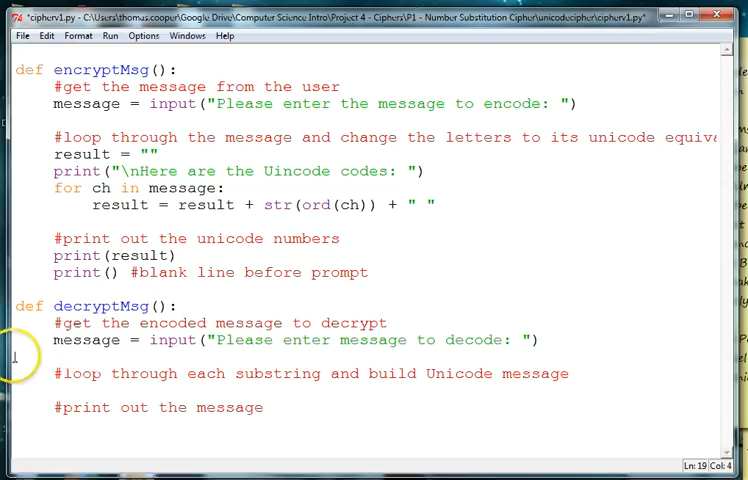 *cipherv1.py - C:\Users\thomas.cooper\Google Drive\Computer Science Intro\Project 4 - Ciphers\P1 - Number Substitution Cipher\unicodecipher\cipherv1.py*
File Edit Format Run Options Windows Help
def encryptMsg():
#get the message from the user
message = input("Please enter the message to encode: ")
#loop through the message and change the letters to its unicode equiva
result = ""
print("\nHere are the Uincode codes: ")
for ch in message:
result = result + str(ord(ch)) + " "
#print out the unicode numbers
print(result)
print() #blank line before prompt
def decryptMsg():
#get the encoded message to decrypt
message = input("Please enter message to decode: ")
#loop through each substring and build Unicode message
#print out the message
Ln: 19 Col: 4